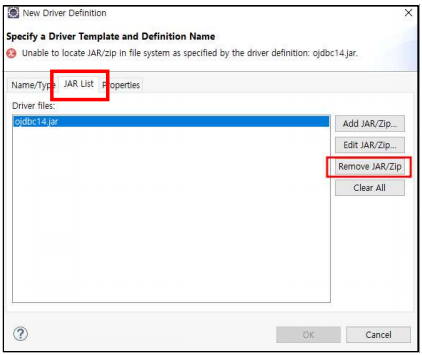 New Driver Definition
Specify a Driver Template and Definition Name
Unable to locate JAR/zip in file system as specified by the driver definition: ojdbc14.jar.
Name/Type JAR List Properties
Driver files:
ojdbc14.jar
Add JAR/Zip...
Edit JAR/Zip...
Remove JAR/Zip
Clear All
OK Cancel